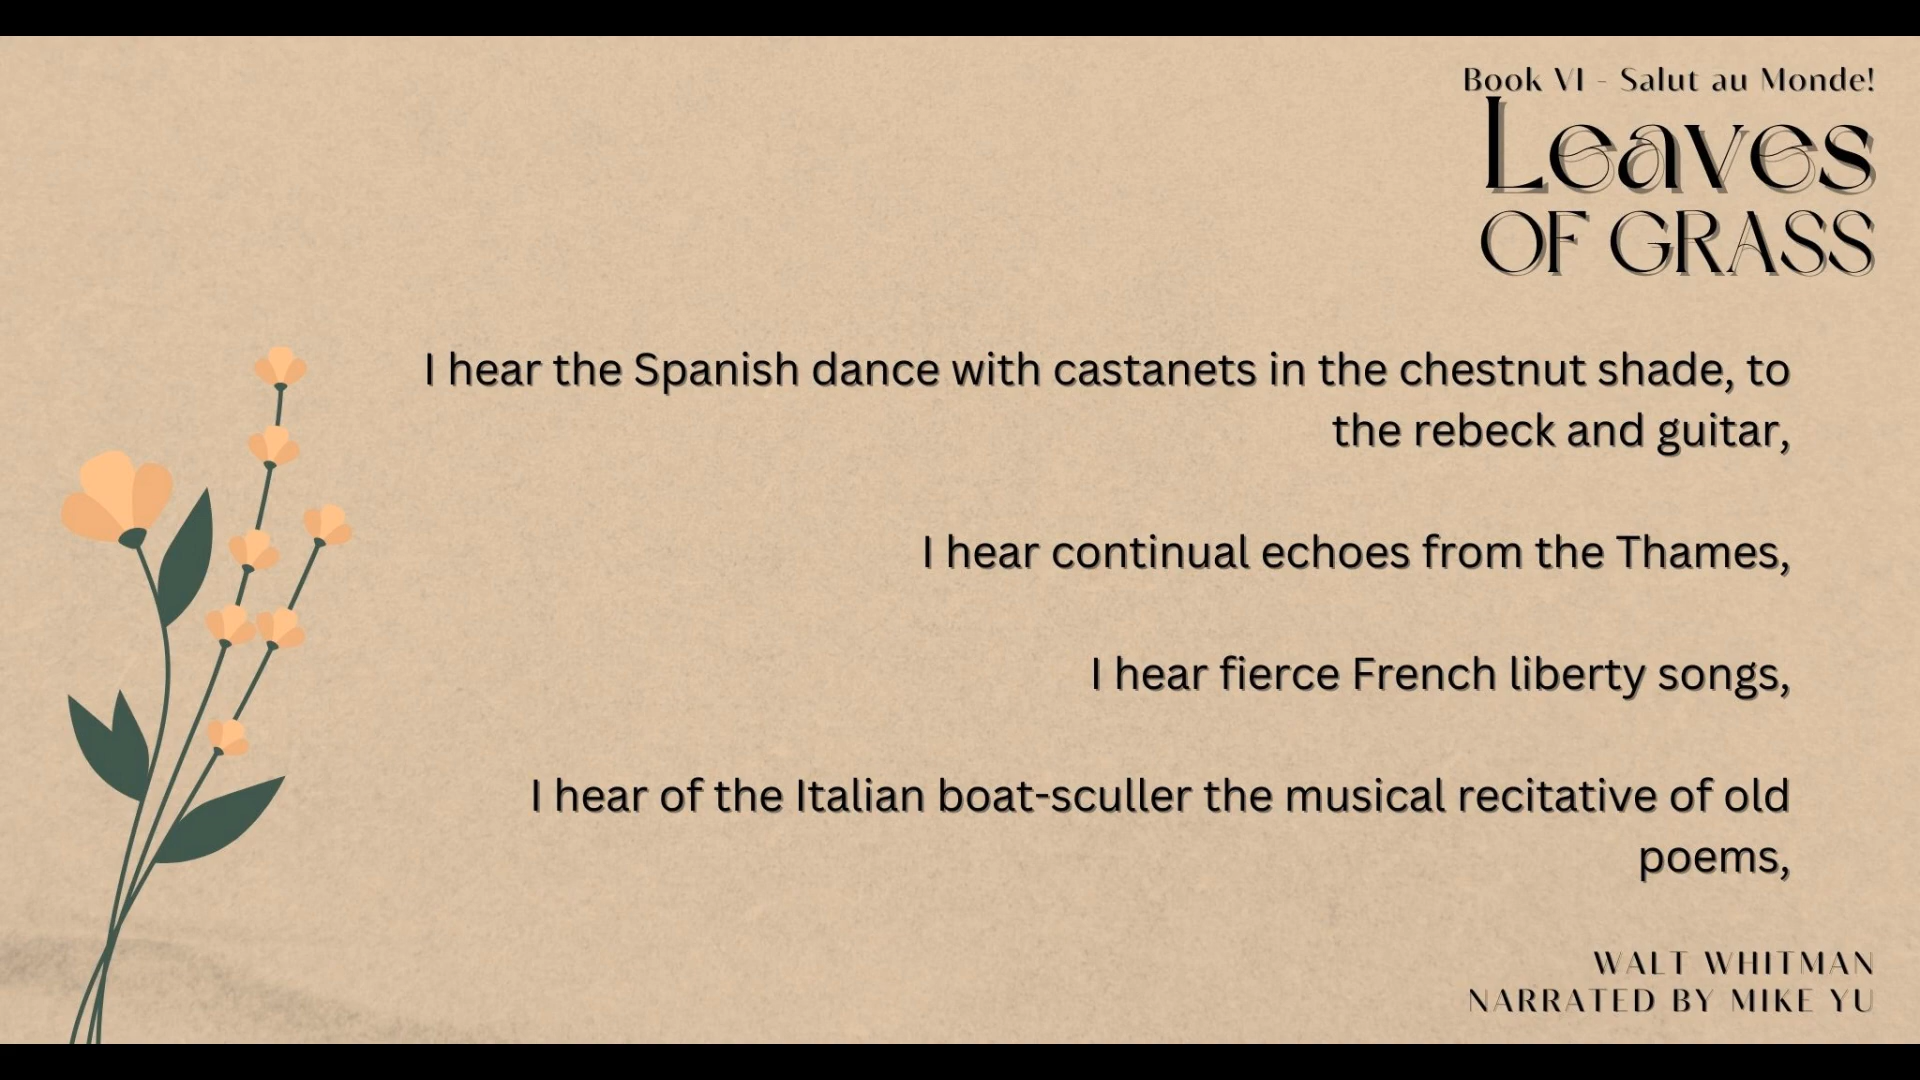 Book VI - Salut au Monde!
Leaves
OF GRASS
I hear the Spanish dance with castanets in the chestnut shade, to
the rebeck and guitar,
I hear continual echoes from the Thames,
I hear fierce French liberty songs,
I hear of the Italian boat-sculler the musical recitative of old
poems,
WALT WHITMAN
NARRATED BY MIKE YU